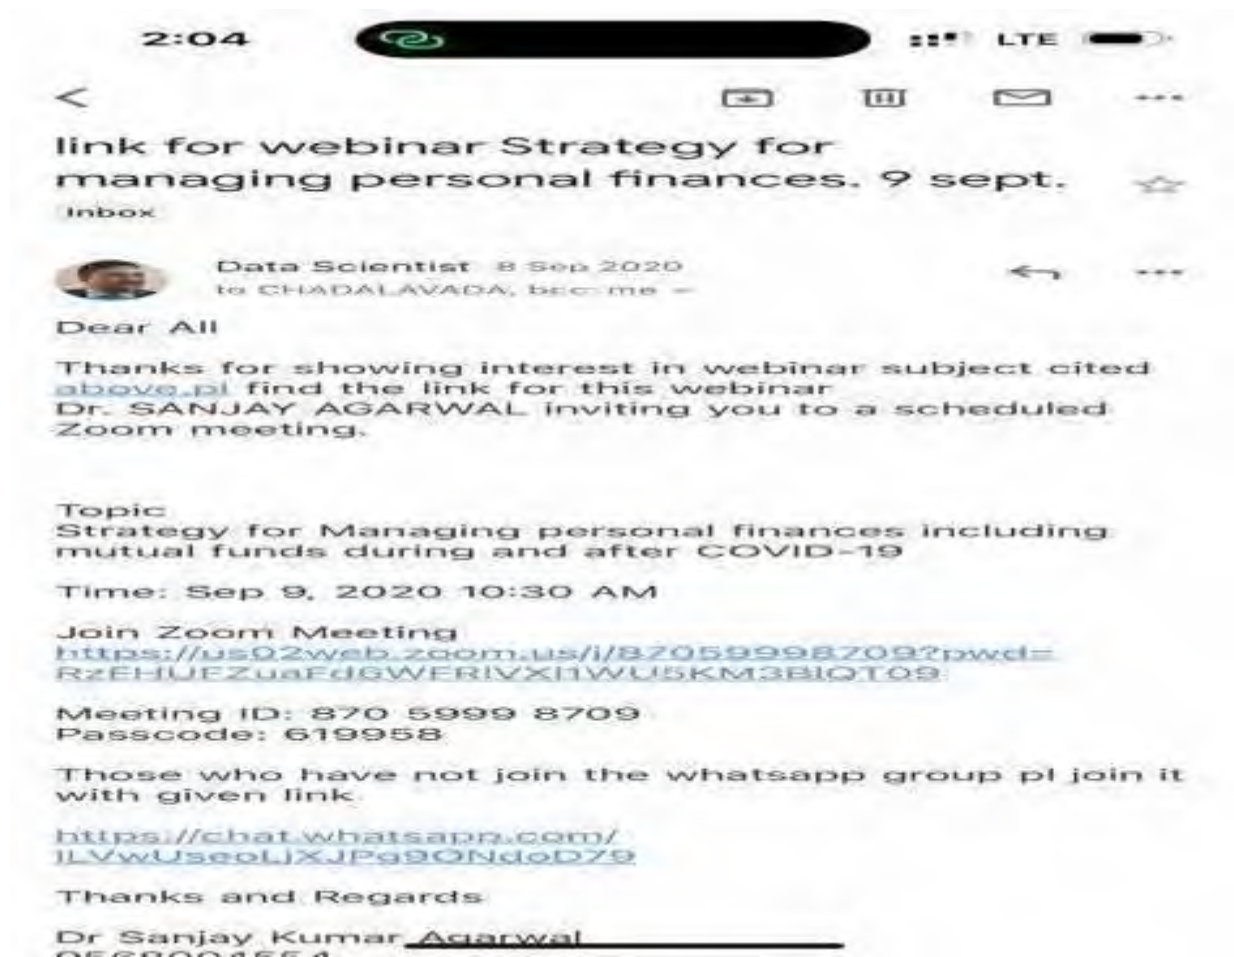 2:04
LTE
link for webinar Strategy for
managing personal finances. 9 sept.
Inbox
Data Scientist 8 Sep 2020
to CHADALAVADA, bcc: me
Dear All
Thanks for showing interest in webinar subject cited
above.pl find the link for this webinar
Dr. SANJAY AGARWAL inviting you to a scheduled
Zoom meeting.
Topic
Strategy for Managing personal finances including
mutual funds during and after COVID-19
Time: Sep 9, 2020 10:30 AM
Join Zoom Meeting
https://us02web.zoom.us/j/87059998709?pwd=
Meeting ID: 870 5999 8709
Passcode: 619958
Those who have not join the whatsapp group pl join it
with given link.
https://chat.whatsapp.com/
Thanks and Regards
Dr Sanjay Kumar Agarwal